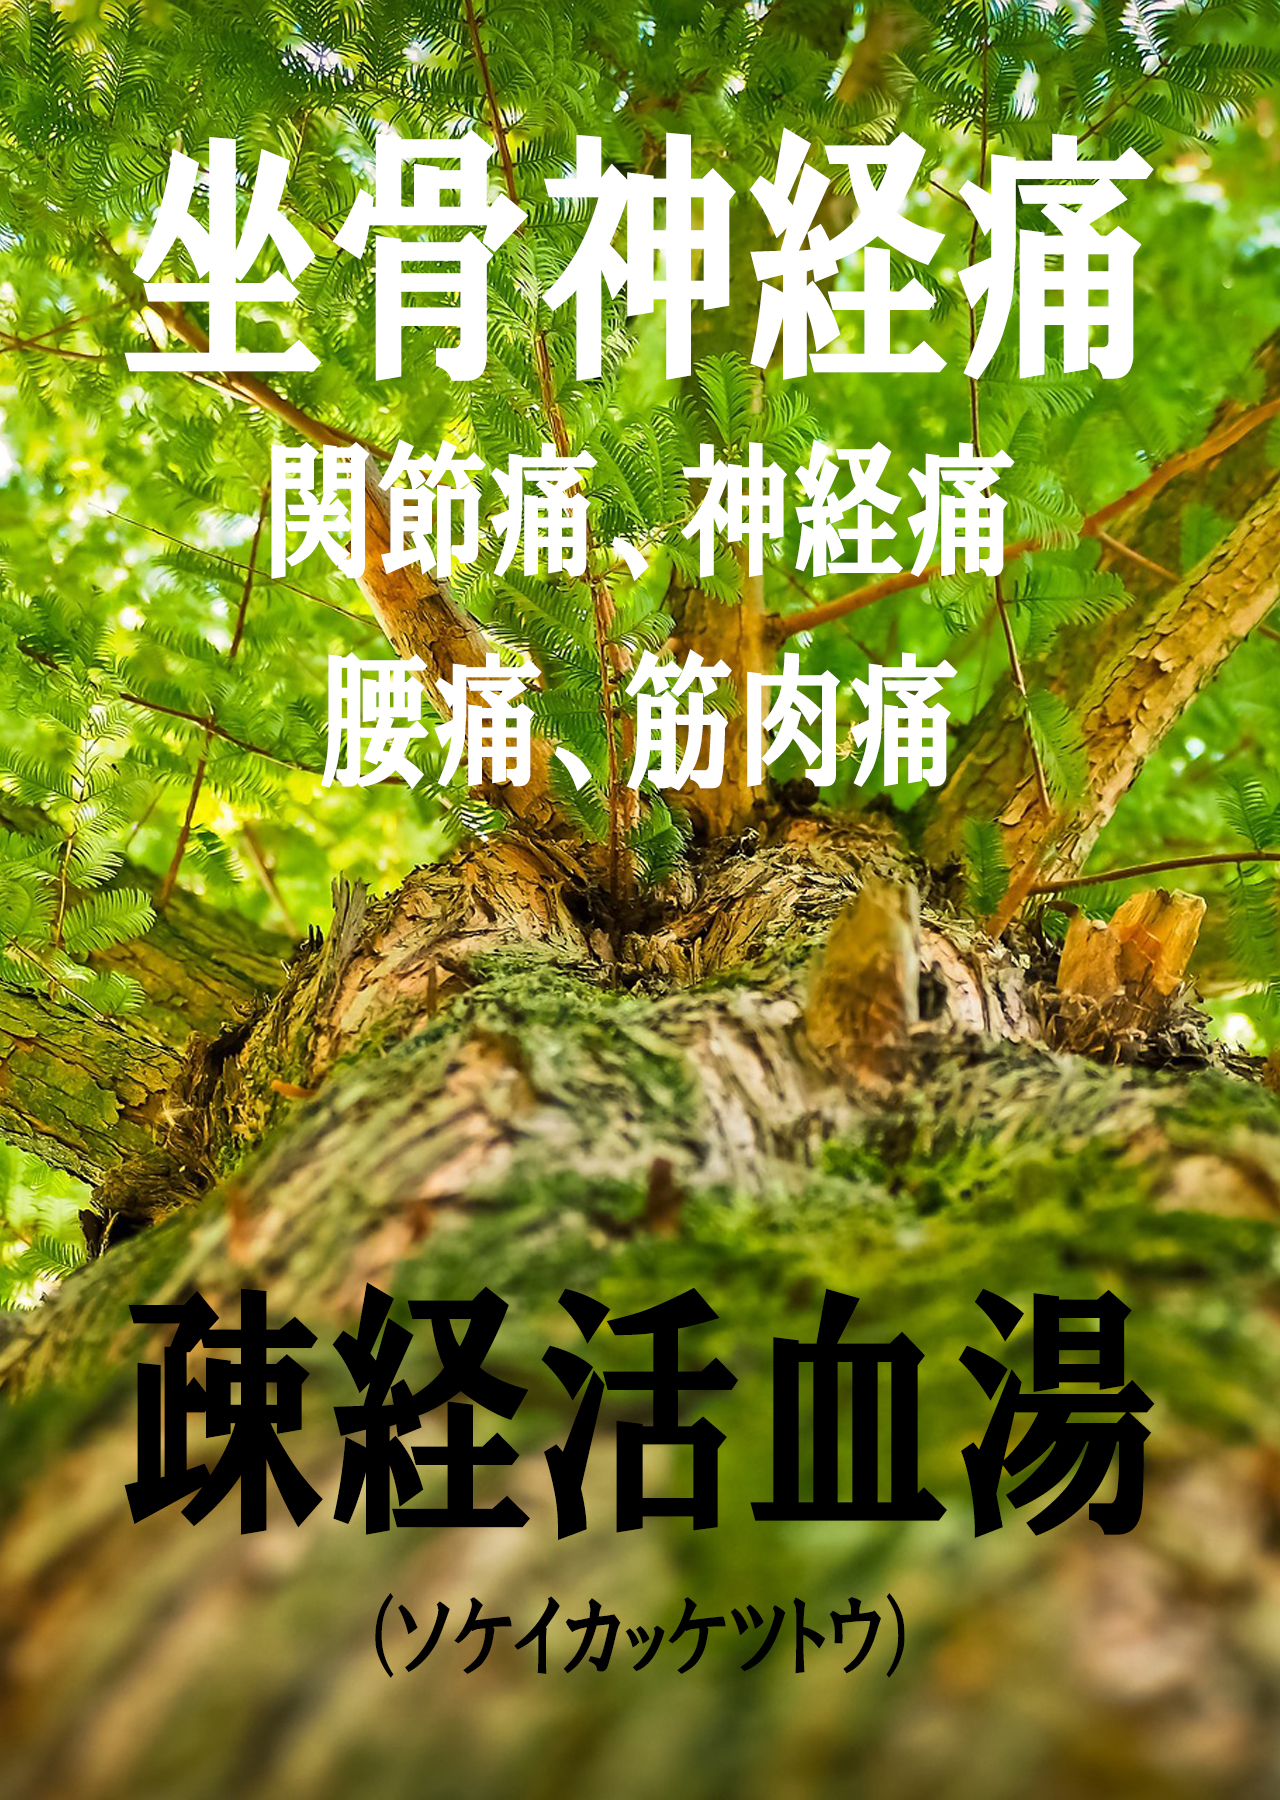 坐骨神経痛
関節痛、神経痛
腰痛、筋肉痛
疎経活血湯
(ソケイカッケツトウ)